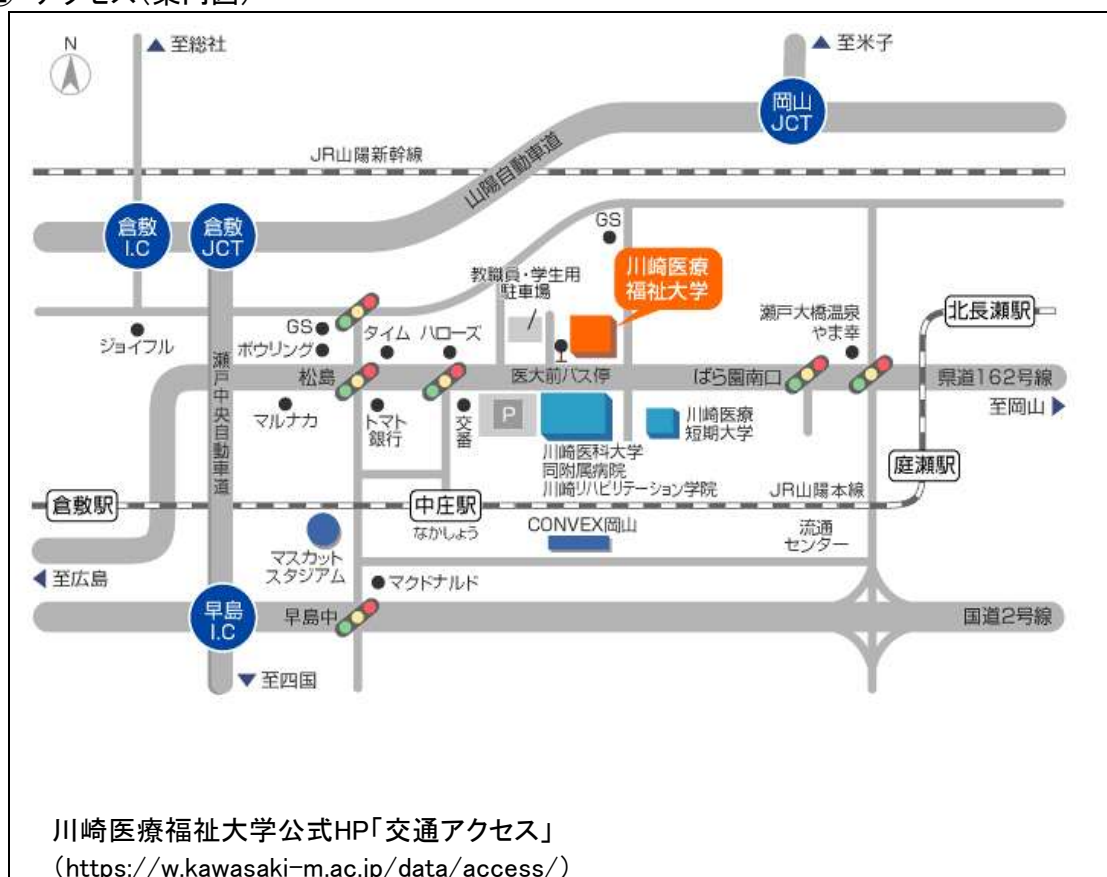 アクセス(案内図)
N
至総社
至米子
岡山
JCT
JR山陽新幹線
山陽自動車道
倉敷
I.C
倉敷
JCT
GS
川崎医療
福祉大学
教職員・学生用
駐車場
瀬戸大橋温泉
やま幸
北長瀬駅
ジョイフル
GS
ボウリング
タイム
ハローズ
瀬戸中央自動車道
松島
医大前バス停
ばら園南口
県道162号線
至岡山
マルナカ
トマト
銀行
交番
P
川崎医療
短期大学
川崎医科大学
同附属病院
川崎リハビリテーション学院
庭瀬駅
JR山陽本線
倉敷駅
中庄駅
なかしょう
CONVEX岡山
流通
センター
マスカット
スタジアム
至広島
マクドナルド
早島
I.C
早島中
国道2号線
至四国
川崎医療福祉大学公式HP「交通アクセス」
(https://w.kawasaki-m.ac.jp/data/access/)